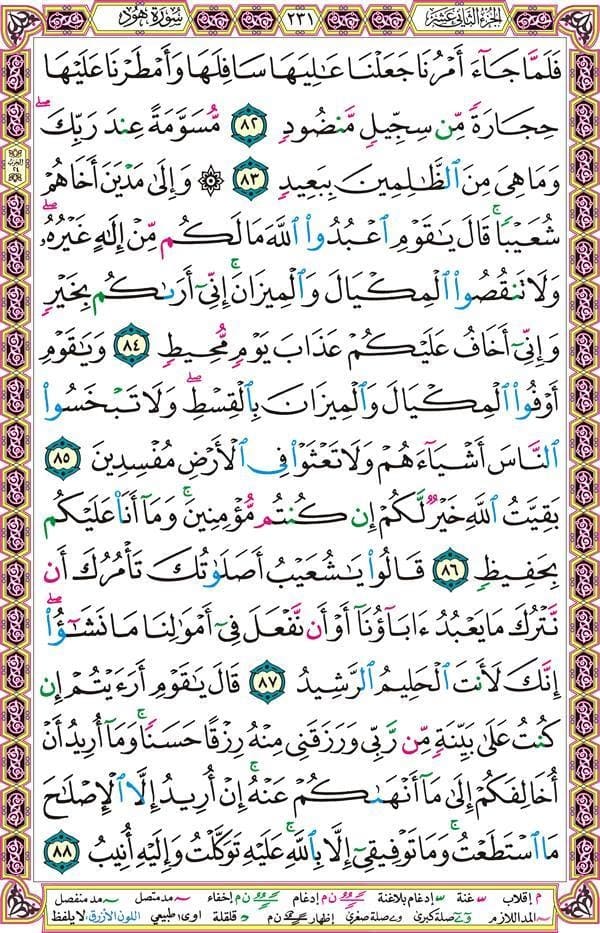 الجزء الثاني عشر ٢٣١ سورة هود
فَلَمَّا جَآءَ أَمْرُنَا جَعَلْنَا عَـٰلِيَهَا سَافِلَهَا وَأَمْطَرْنَا عَلَيْهَا
حِجَارَةً مِّن سِجِّيلٍ مَّنضُودٍ ٨٢ مُّسَوَّمَةً عِندَ رَبِّكَ ۖ
وَمَا هِىَ مِنَ ٱلظَّـٰلِمِينَ بِبَعِيدٍ ٨٣ ۞ وَإِلَىٰ مَدْيَنَ أَخَاهُمْ
شُعَيْبًا ۚ قَالَ يَـٰقَوْمِ ٱعْبُدُوا۟ ٱللَّهَ مَا لَكُم مِّنْ إِلَـٰهٍ غَيْرُهُۥ ۖ
وَلَا تَنقُصُوا۟ ٱلْمِكْيَالَ وَٱلْمِيزَانَ ۚ إِنِّىٓ أَرَىٰكُم بِخَيْرٍ
وَإِنِّىٓ أَخَافُ عَلَيْكُمْ عَذَابَ يَوْمٍ مُّحِيطٍ ٨٤ وَيَـٰقَوْمِ
أَوْفُوا۟ ٱلْمِكْيَالَ وَٱلْمِيزَانَ بِٱلْقِسْطِ ۖ وَلَا تَبْخَسُوا۟
ٱلنَّاسَ أَشْيَآءَهُمْ وَلَا تَعْثَوْا۟ فِى ٱلْأَرْضِ مُفْسِدِينَ ٨٥
بَقِيَّتُ ٱللَّهِ خَيْرٌ لَّكُمْ إِن كُنتُم مُّؤْمِنِينَ ۚ وَمَآ أَنَا۠ عَلَيْكُم
بِحَفِيظٍ ٨٦ قَالُوا۟ يَـٰشُعَيْبُ أَصَلَوٰتُكَ تَأْمُرُكَ أَن
نَّتْرُكَ مَا يَعْبُدُ ءَابَآؤُنَآ أَوْ أَن نَّفْعَلَ فِىٓ أَمْوَٰلِنَا مَا نَشَـٰٓؤُا۟ ۖ
إِنَّكَ لَأَنتَ ٱلْحَلِيمُ ٱلرَّشِيدُ ٨٧ قَالَ يَـٰقَوْمِ أَرَءَيْتُمْ إِن
كُنتُ عَلَىٰ بَيِّنَةٍ مِّن رَّبِّى وَرَزَقَنِى مِنْهُ رِزْقًا حَسَنًا ۚ وَمَآ أُرِيدُ أَنْ
أُخَالِفَكُمْ إِلَىٰ مَآ أَنْهَىٰكُمْ عَنْهُ ۚ إِنْ أُرِيدُ إِلَّا ٱلْإِصْلَـٰحَ
مَا ٱسْتَطَعْتُ ۚ وَمَا تَوْفِيقِىٓ إِلَّا بِٱللَّهِ ۚ عَلَيْهِ تَوَكَّلْتُ وَإِلَيْهِ أُنِيبُ ٨٨
م إقلاب غنة إدغام بلاغنة ن م إدغام ن م إخفاء مد متصل مد منفصل
المد اللازم صلة كبرى صلة صغرى إظهار ن م قلقلة اوى طبيعي اللون الأزرق: لا يلفظ